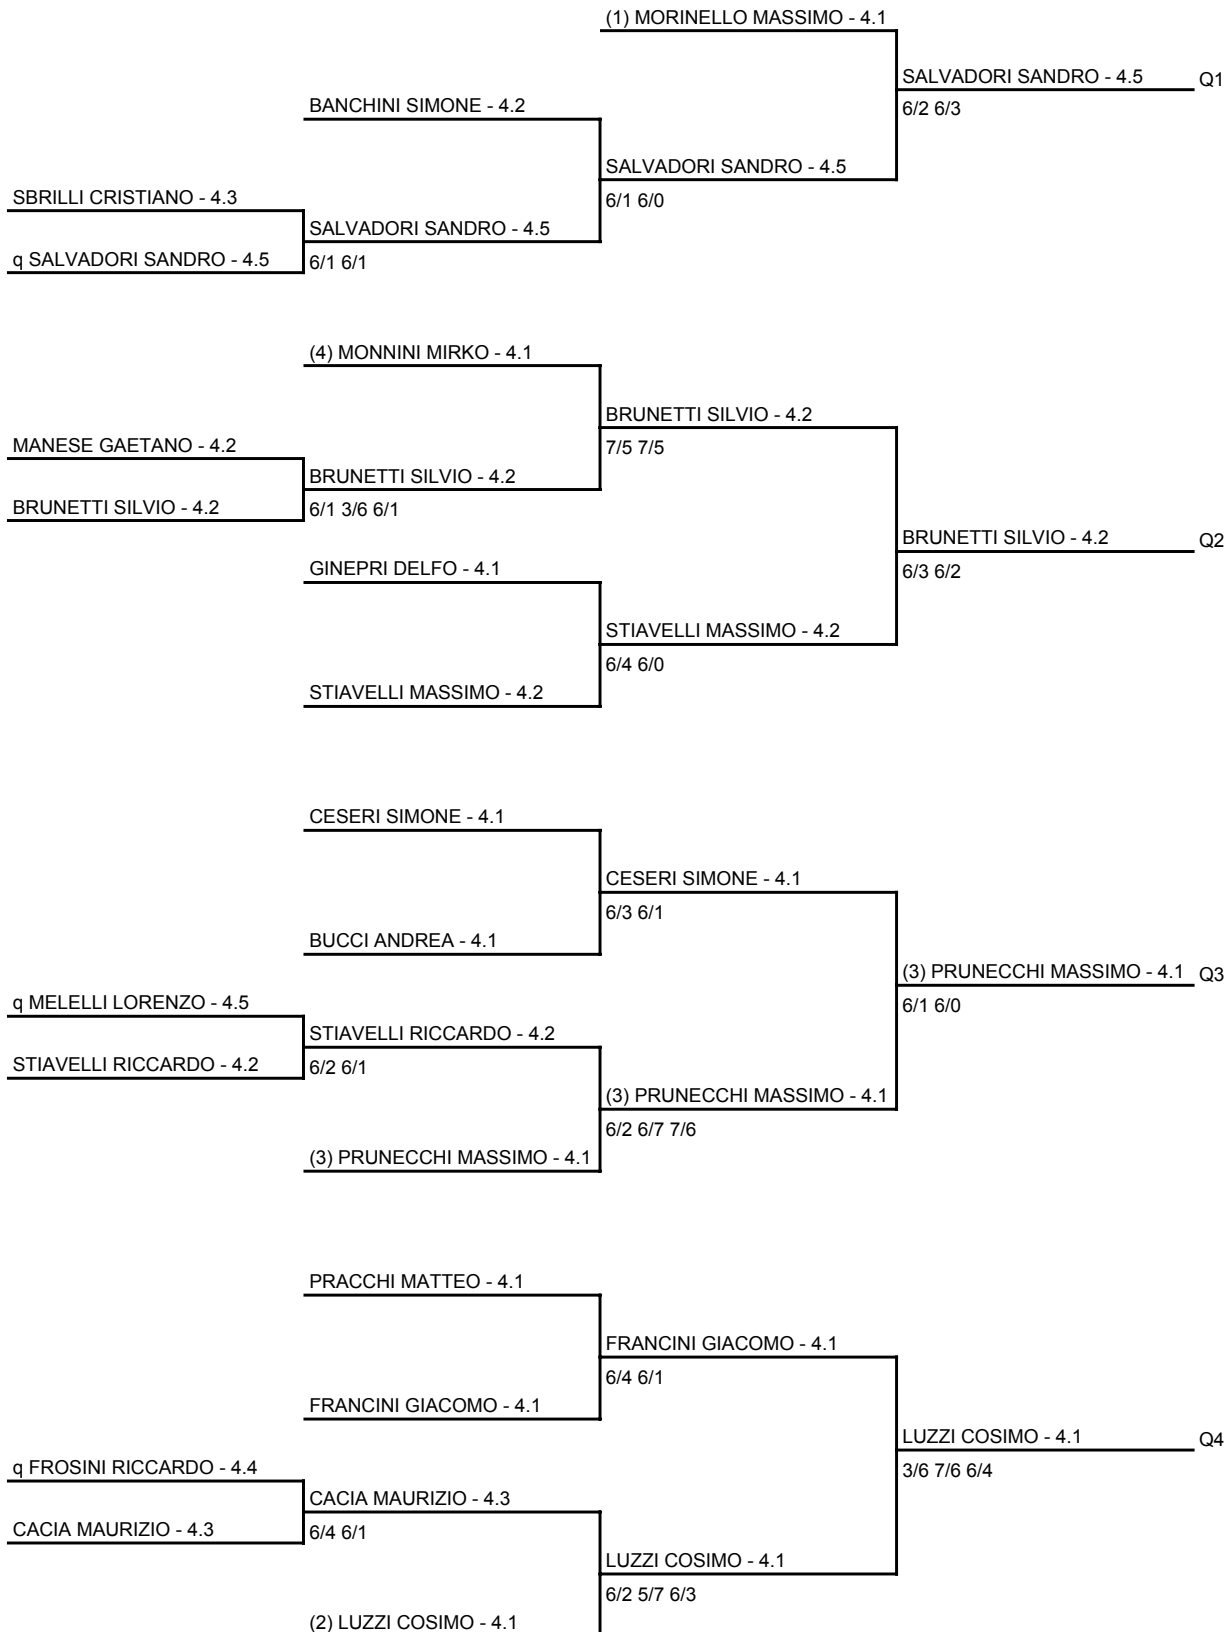 (1) MORINELLO MASSIMO - 4.1
SALVADORI SANDRO - 4.5 Q1
BANCHINI SIMONE - 4.2
6/2 6/3
SALVADORI SANDRO - 4.5
SBRILLI CRISTIANO - 4.3
6/1 6/0
SALVADORI SANDRO - 4.5
q SALVADORI SANDRO - 4.5
6/1 6/1
(4) MONNINI MIRKO - 4.1
BRUNETTI SILVIO - 4.2
MANESE GAETANO - 4.2
7/5 7/5
BRUNETTI SILVIO - 4.2
BRUNETTI SILVIO - 4.2
6/1 3/6 6/1
BRUNETTI SILVIO - 4.2 Q2
GINEPRI DELFO - 4.1
6/3 6/2
STIAVELLI MASSIMO - 4.2
6/4 6/0
STIAVELLI MASSIMO - 4.2
CESERI SIMONE - 4.1
CESERI SIMONE - 4.1
6/3 6/1
BUCCI ANDREA - 4.1
(3) PRUNECCHI MASSIMO - 4.1 Q3
q MELELLI LORENZO - 4.5
6/1 6/0
STIAVELLI RICCARDO - 4.2
STIAVELLI RICCARDO - 4.2
6/2 6/1
(3) PRUNECCHI MASSIMO - 4.1
6/2 6/7 7/6
(3) PRUNECCHI MASSIMO - 4.1
PRACCHI MATTEO - 4.1
FRANCINI GIACOMO - 4.1
6/4 6/1
FRANCINI GIACOMO - 4.1
LUZZI COSIMO - 4.1 Q4
q FROSINI RICCARDO - 4.4
3/6 7/6 6/4
CACIA MAURIZIO - 4.3
CACIA MAURIZIO - 4.3
6/4 6/1
LUZZI COSIMO - 4.1
6/2 5/7 6/3
(2) LUZZI COSIMO - 4.1